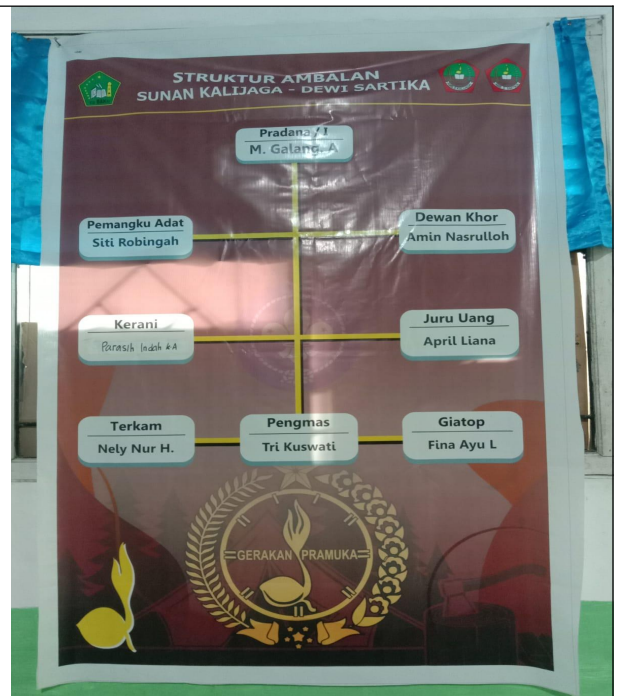 STRUKTUR AMBALAN
SUNAN KALIJAGA - DEWI SARTIKA
Pradana / I
M. Galang. A
Pemangku Adat
Siti Robingah
Dewan Khor
Amin Nasrulloh
Kerani
Parasih Indah k A
Juru Uang
April Liana
Terkam
Nely Nur H.
Pengmas
Tri Kuswati
Giatop
Fina Ayu L
GERAKAN PRAMUKA